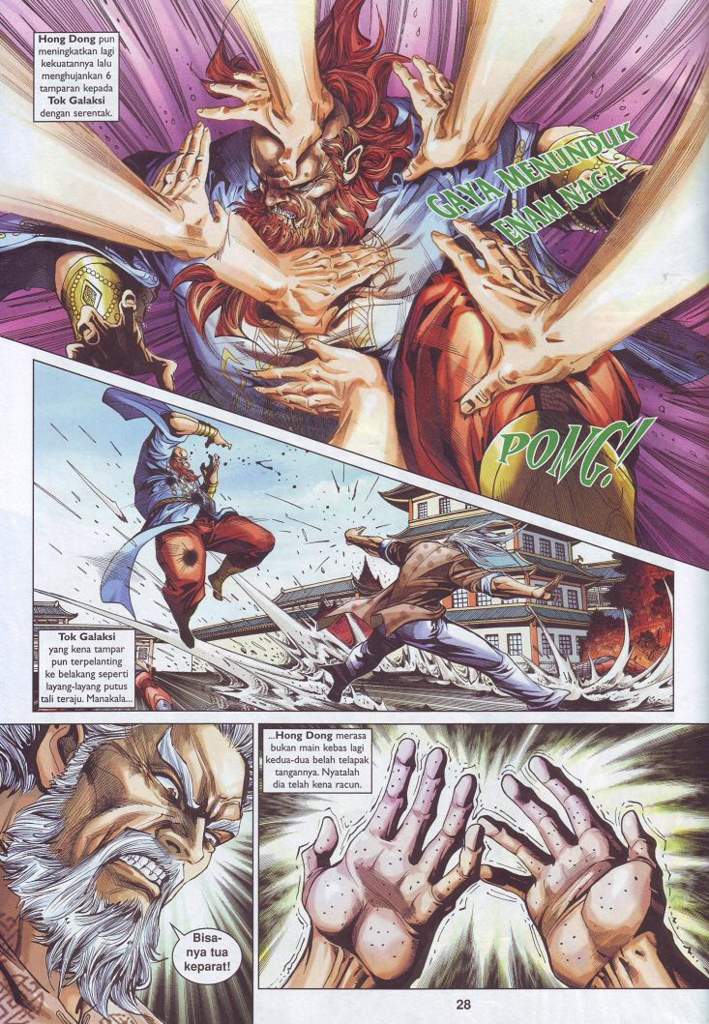 Hong Dong pun
meningkatkan lagi
kekuatannya lalu
menghujankan 6
tamparan kepada
Tok Galaksi
dengan serentak.
GAYA MENUNDUK
ENAM NAGA
PONG!
Tok Galaksi
yang kena tampar
pun terpelanting
ke belakang seperti
layang-layang putus
tali teraju. Manakala...
...Hong Dong merasa
bukan main kebas lagi
kedua-dua belah telapak
tangannya. Nyatalah
dia telah kena racun.
Bisa-
nya tua
keparat!
28